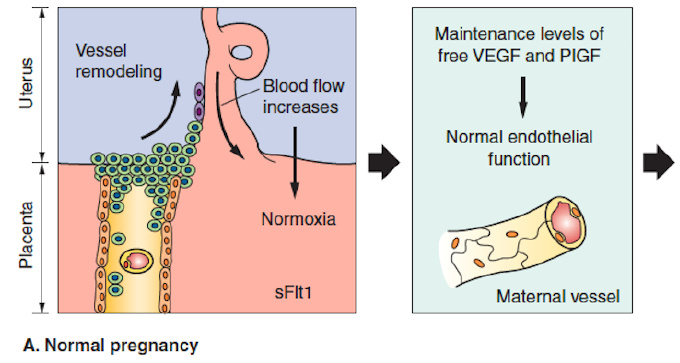 Uterus
Placenta
Vessel
remodeling
Blood flow
increases
Normoxia
sFlt1
Maintenance levels of
free VEGF and PlGF
Normal endothelial
function
Maternal vessel
A. Normal pregnancy